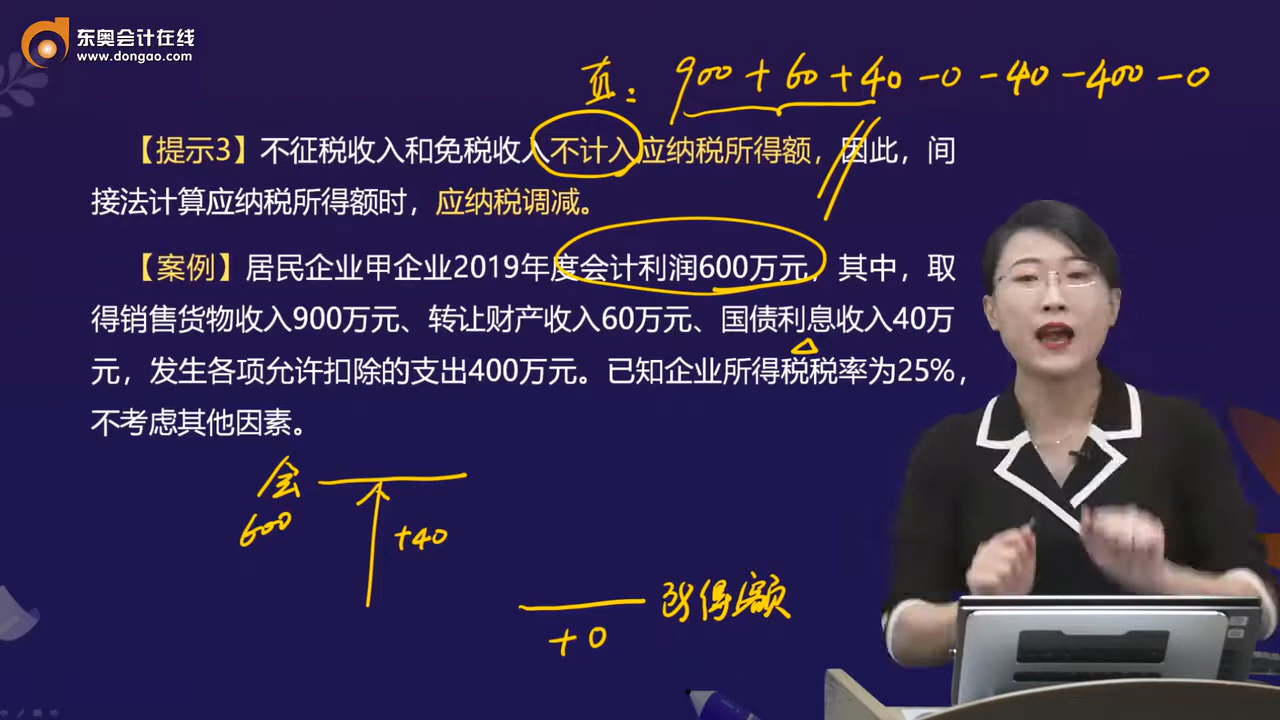 东奥会计在线
www.dongao.com
直：900+60+40-0-40-400-0
【提示3】不征税收入和免税收入不计入应纳税所得额，因此，间
接法计算应纳税所得额时，应纳税调减。
【案例】居民企业甲企业2019年度会计利润600万元，其中，取
得销售货物收入900万元、转让财产收入60万元、国债利息收入40万
元，发生各项允许扣除的支出400万元。已知企业所得税税率为25%，
不考虑其他因素。
会
600
+40
所得额
+0